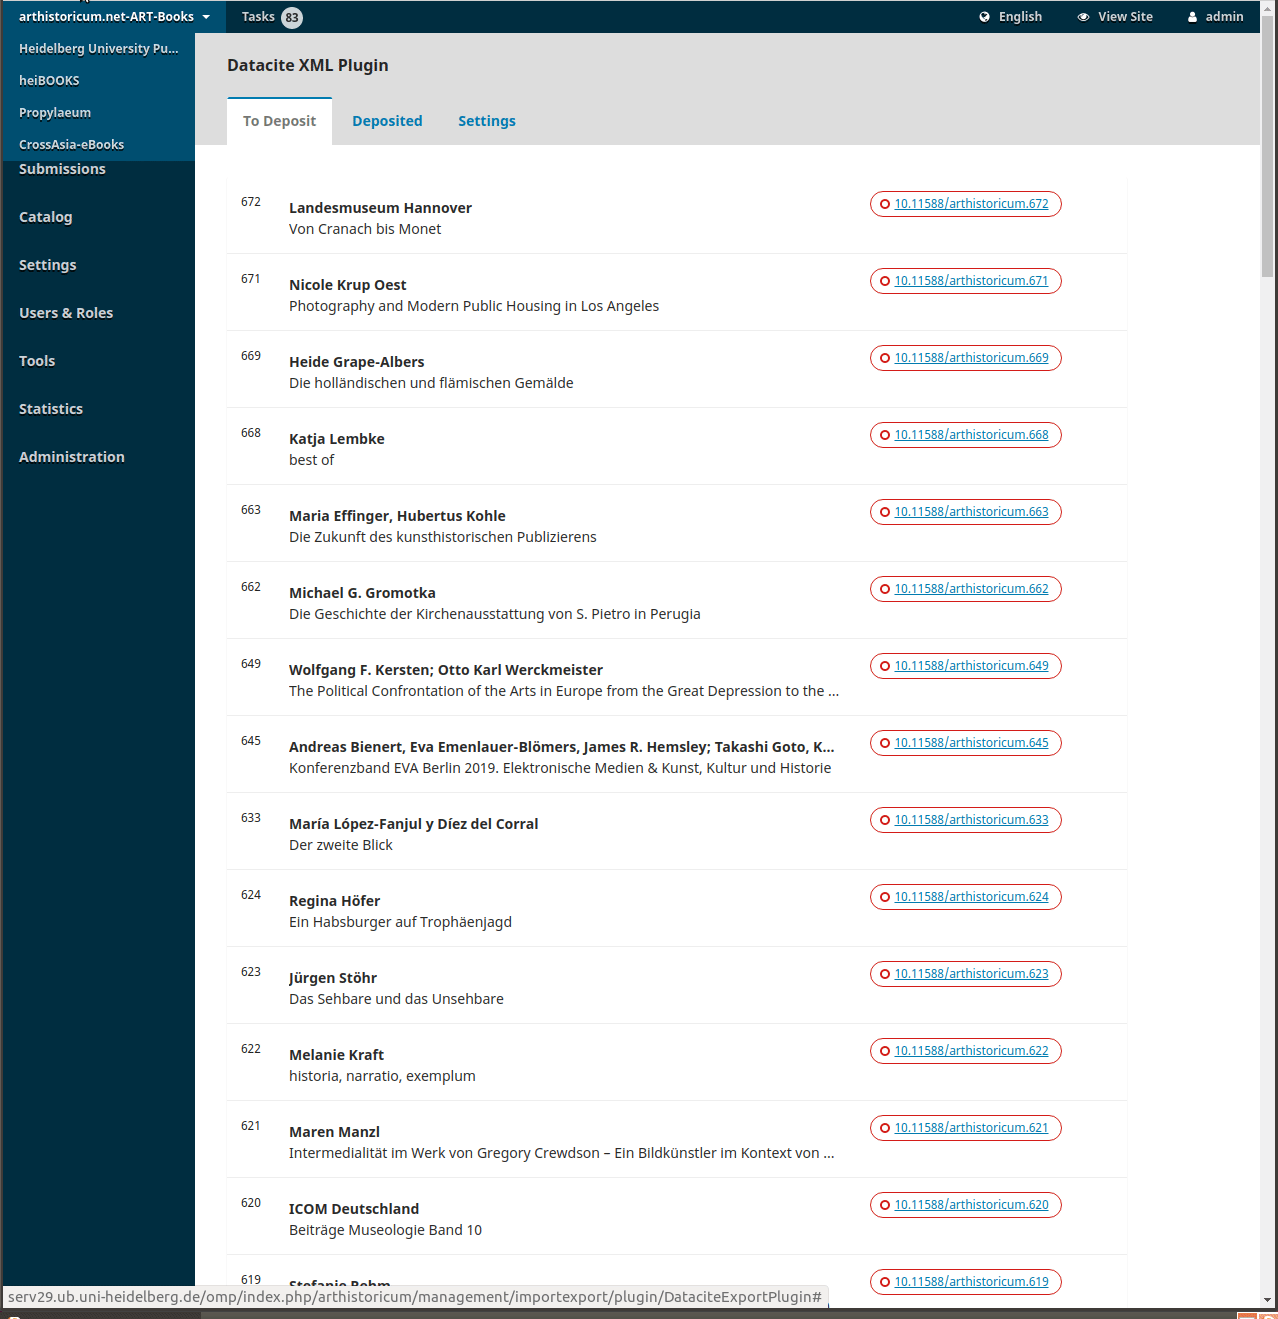 arthistoricum.net-ART-Books
Tasks 83
English
View Site
admin
Heidelberg University Pu...
heiBOOKS
Propylaeum
CrossAsia-eBooks
Submissions
Catalog
Settings
Users & Roles
Tools
Statistics
Administration
Datacite XML Plugin
To Deposit
Deposited
Settings
672
Landesmuseum Hannover
Von Cranach bis Monet
10.11588/arthistoricum.672
671
Nicole Krup Oest
Photography and Modern Public Housing in Los Angeles
10.11588/arthistoricum.671
669
Heide Grape-Albers
Die holländischen und flämischen Gemälde
10.11588/arthistoricum.669
668
Katja Lembke
best of
10.11588/arthistoricum.668
663
Maria Effinger, Hubertus Kohle
Die Zukunft des kunsthistorischen Publizierens
10.11588/arthistoricum.663
662
Michael G. Gromotka
Die Geschichte der Kirchenausstattung von S. Pietro in Perugia
10.11588/arthistoricum.662
649
Wolfgang F. Kersten; Otto Karl Werckmeister
The Political Confrontation of the Arts in Europe from the Great Depression to the ...
10.11588/arthistoricum.649
645
Andreas Bienert, Eva Emenlauer-Blömers, James R. Hemsley; Takashi Goto, K...
Konferenzband EVA Berlin 2019. Elektronische Medien & Kunst, Kultur und Historie
10.11588/arthistoricum.645
633
María López-Fanjul y Díez del Corral
Der zweite Blick
10.11588/arthistoricum.633
624
Regina Höfer
Ein Habsburger auf Trophäenjagd
10.11588/arthistoricum.624
623
Jürgen Stöhr
Das Sehbare und das Unsehbare
10.11588/arthistoricum.623
622
Melanie Kraft
historia, narratio, exemplum
10.11588/arthistoricum.622
621
Maren Manzl
Intermedialität im Werk von Gregory Crewdson – Ein Bildkünstler im Kontext von ...
10.11588/arthistoricum.621
620
ICOM Deutschland
Beiträge Museologie Band 10
10.11588/arthistoricum.620
619
Stefanie Rehm
10.11588/arthistoricum.619
serv29.ub.uni-heidelberg.de/omp/index.php/arthistoricum/management/importexport/plugin/DataciteExportPlugin#